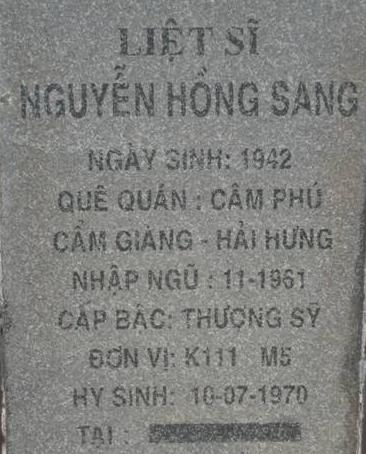 LIỆT SĨ
NGUYỄN HỒNG SANG
NGÀY SINH: 1942
QUÊ QUÁN : CẨM PHÚ
CẨM GIÀNG - HẢI HƯNG
NHẬP NGŨ : 11-1961
CẤP BẬC: THƯỢNG SỸ
ĐƠN VỊ: K111 M5
HY SINH: 10-07-1970
TẠI :